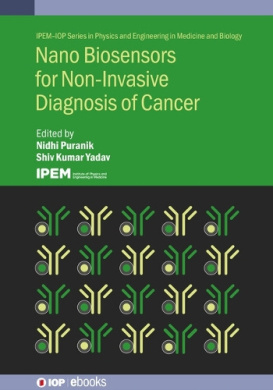 IPEM–IOP Series in Physics and Engineering in Medicine and Biology
Nano Biosensors
for Non-Invasive
Diagnosis of Cancer
Edited by
Nidhi Puranik
Shiv Kumar Yadav
IPEM Institute of Physics and
Engineering in Medicine
IOP | ebooks